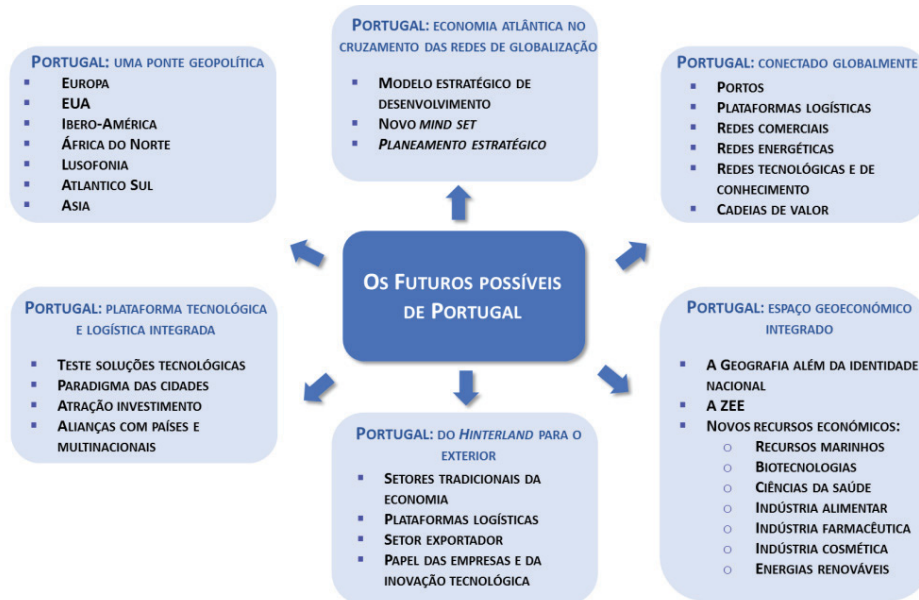 PORTUGAL: UMA PONTE GEOPOLÍTICA
▪ EUROPA
▪ EUA
▪ IBERO-AMÉRICA
▪ ÁFRICA DO NORTE
▪ LUSOFONIA
▪ ATLANTICO SUL
▪ ASIA
PORTUGAL: ECONOMIA ATLÂNTICA NO
CRUZAMENTO DAS REDES DE GLOBALIZAÇÃO
▪ MODELO ESTRATÉGICO DE
DESENVOLVIMENTO
▪ NOVO MIND SET
▪ PLANEAMENTO ESTRATÉGICO
PORTUGAL: CONECTADO GLOBALMENTE
▪ PORTOS
▪ PLATAFORMAS LOGÍSTICAS
▪ REDES COMERCIAIS
▪ REDES ENERGÉTICAS
▪ REDES TECNOLÓGICAS E DE
CONHECIMENTO
▪ CADEIAS DE VALOR
OS FUTUROS POSSÍVEIS
DE PORTUGAL
PORTUGAL: PLATAFORMA TECNOLÓGICA
E LOGÍSTICA INTEGRADA
▪ TESTE SOLUÇÕES TECNOLÓGICAS
▪ PARADIGMA DAS CIDADES
▪ ATRAÇÃO INVESTIMENTO
▪ ALIANÇAS COM PAÍSES E
MULTINACIONAIS
PORTUGAL: DO HINTERLAND PARA O
EXTERIOR
▪ SETORES TRADICIONAIS DA
ECONOMIA
▪ PLATAFORMAS LOGÍSTICAS
▪ SETOR EXPORTADOR
▪ PAPEL DAS EMPRESAS E DA
INOVAÇÃO TECNOLÓGICA
PORTUGAL: ESPAÇO GEOECONÓMICO
INTEGRADO
▪ A GEOGRAFIA ALÉM DA IDENTIDADE
NACIONAL
▪ A ZEE
▪ NOVOS RECURSOS ECONÓMICOS:
○ RECURSOS MARINHOS
○ BIOTECNOLOGIAS
○ CIÊNCIAS DA SAÚDE
○ INDÚSTRIA ALIMENTAR
○ INDÚSTRIA FARMACÊUTICA
○ INDÚSTRIA COSMÉTICA
○ ENERGIAS RENOVÁVEIS